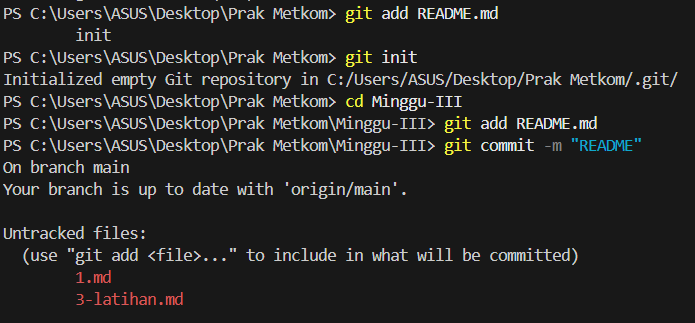 PS C:\Users\ASUS\Desktop\Prak Metkom> git add README.md
init
PS C:\Users\ASUS\Desktop\Prak Metkom> git init
Initialized empty Git repository in C:/Users/ASUS/Desktop/Prak Metkom/.git/
PS C:\Users\ASUS\Desktop\Prak Metkom> cd Minggu-III
PS C:\Users\ASUS\Desktop\Prak Metkom\Minggu-III> git add README.md
PS C:\Users\ASUS\Desktop\Prak Metkom\Minggu-III> git commit -m "README"
On branch main
Your branch is up to date with 'origin/main'.
Untracked files:
(use "git add <file>..." to include in what will be committed)
1.md
3-latihan.md